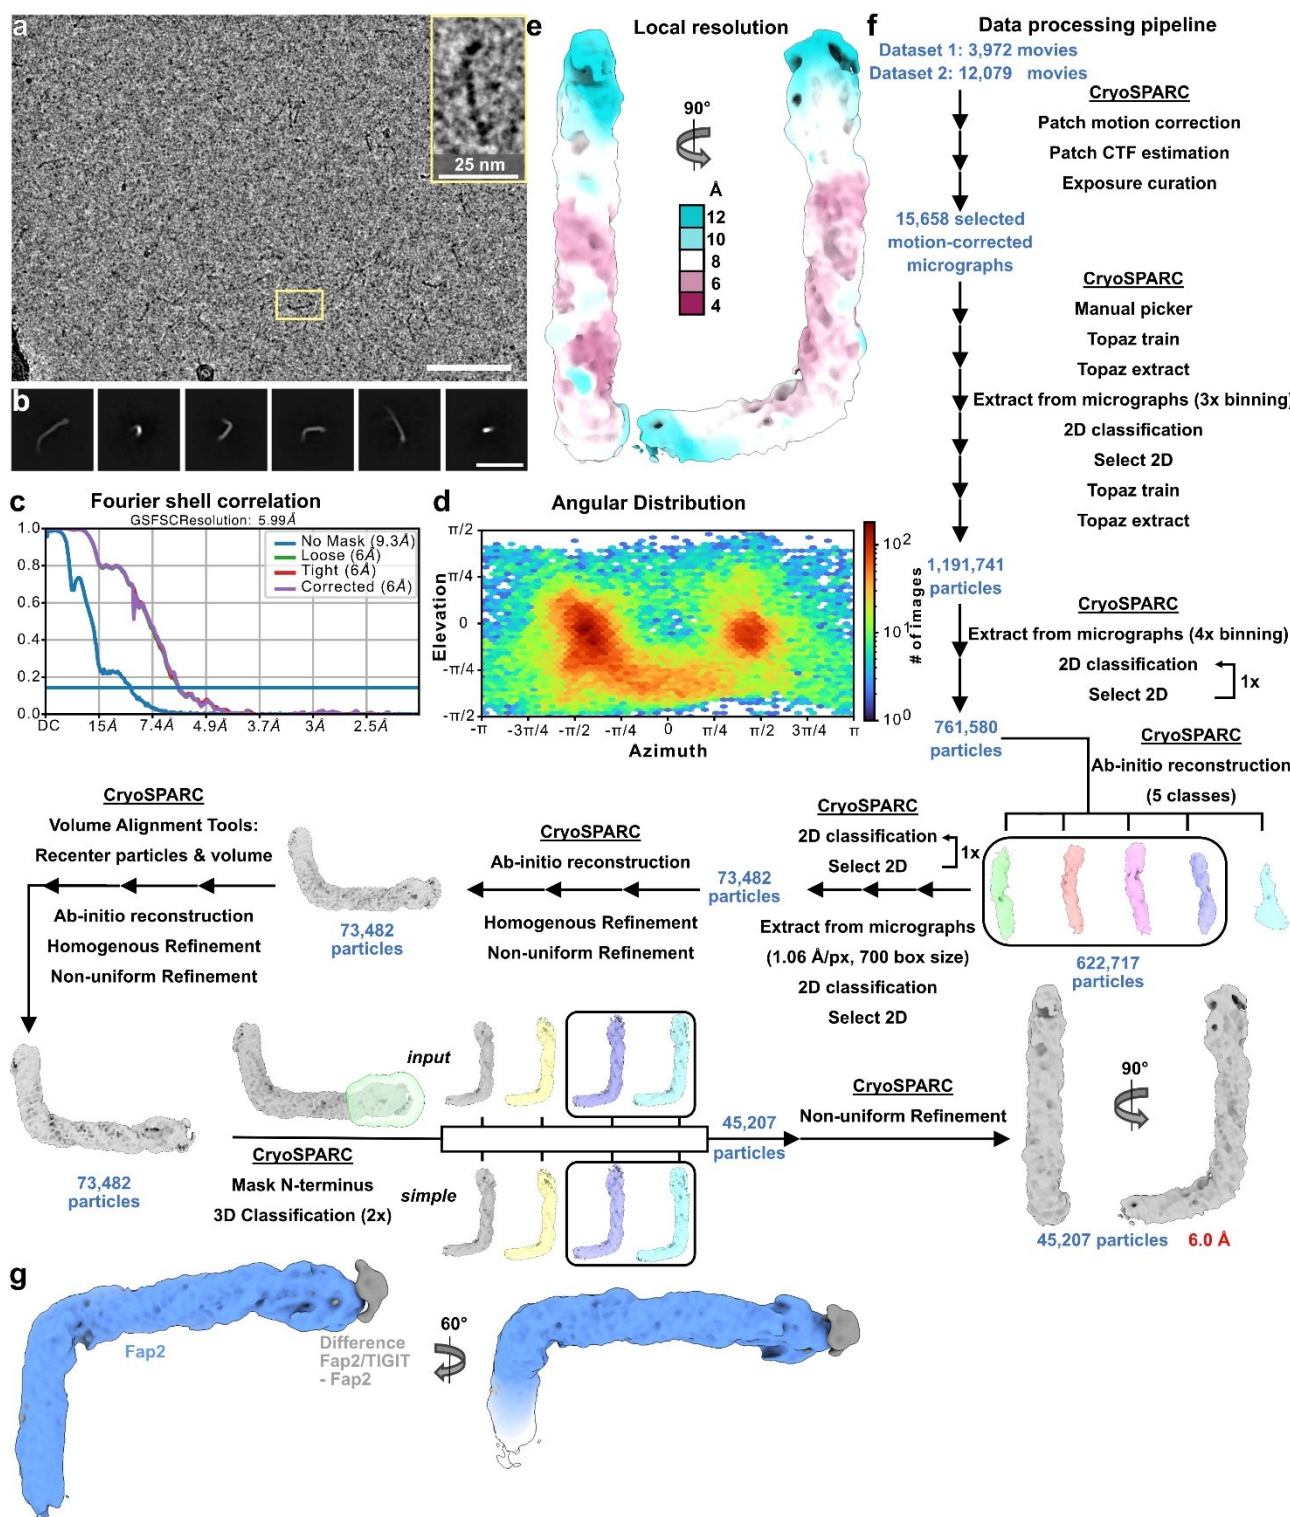 a
25 nm
b
c
Fourier shell correlation
GSFSCResolution: 5.99Å
1.0
0.8
0.6
0.4
0.2
0.0
No Mask (9.3Å)
Loose (6Å)
Tight (6Å)
Corrected (6Å)
DC
15Å
7.4Å
4.9Å
3.7Å
3Å
2.5Å
d
Angular Distribution
Elevation
π/2
π/4
0
-π/4
-π/2
-π
-3π/4
-π/2
-π/4
0
π/4
π/2
3π/4
π
Azimuth
# of images
10²
10¹
10⁰
e
Local resolution
90°
Å
12
10
8
6
4
f
Data processing pipeline
Dataset 1: 3,972 movies
Dataset 2: 12,079 movies
CryoSPARC
Patch motion correction
Patch CTF estimation
Exposure curation
15,658 selected
motion-corrected
micrographs
CryoSPARC
Manual picker
Topaz train
Topaz extract
Extract from micrographs (3x binning)
2D classification
Select 2D
Topaz train
Topaz extract
1,191,741
particles
CryoSPARC
Extract from micrographs (4x binning)
2D classification
Select 2D
1x
761,580
particles
CryoSPARC
Ab-initio reconstruction
(5 classes)
622,717
particles
CryoSPARC
2D classification
Select 2D
1x
Extract from micrographs
(1.06 Å/px, 700 box size)
2D classification
Select 2D
73,482
particles
CryoSPARC
Ab-initio reconstruction
Homogenous Refinement
Non-uniform Refinement
73,482
particles
CryoSPARC
Volume Alignment Tools:
Recenter particles & volume
Ab-initio reconstruction
Homogenous Refinement
Non-uniform Refinement
73,482
particles
CryoSPARC
Mask N-terminus
3D Classification (2x)
input
simple
45,207
particles
CryoSPARC
Non-uniform Refinement
90°
45,207 particles 6.0 Å
g
Fap2
Difference
Fap2/TIGIT
- Fap2
60°